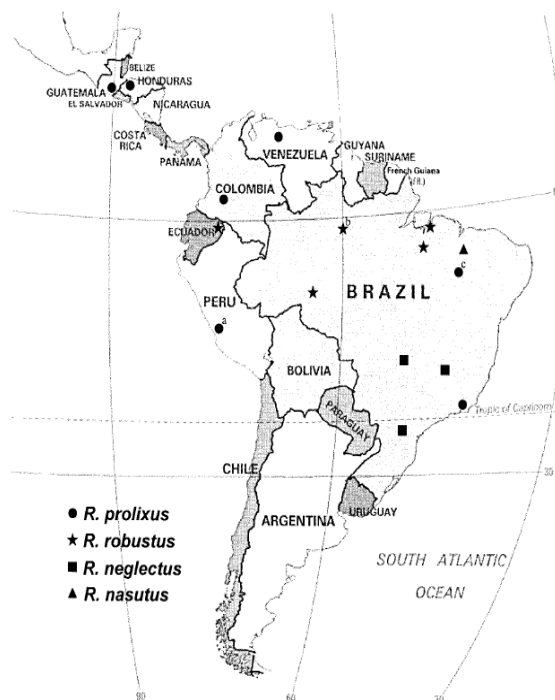 BELIZE
GUATEMALA
HONDURAS
EL SALVADOR
NICARAGUA
COSTA
RICA
PANAMA
VENEZUELA
GUYANA
SURINAME
French Guiana
(Fr.)
COLOMBIA
ECUADOR
b
c
PERU
a
BRAZIL
BOLIVIA
PARAGUAY
Tropic of Capricorn
CHILE
30
ARGENTINA
URUGUAY
R. prolixus
R. robustus
R. neglectus
R. nasutus
SOUTH ATLANTIC
OCEAN
90
60
30